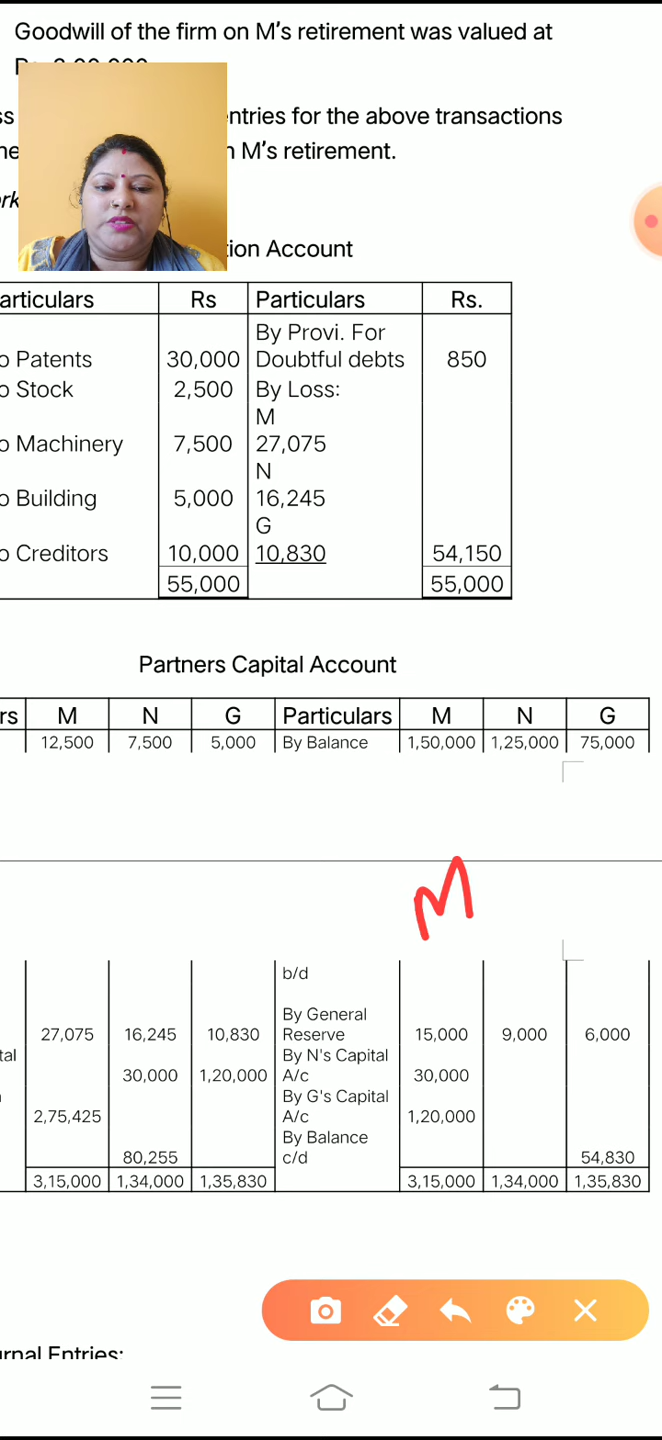 Goodwill of the firm on M's retirement was valued at
entries for the above transactions
M's retirement.
Account
Particulars Rs Particulars Rs.
By Provi. For
o Patents 30,000 Doubtful debts 850
o Stock 2,500 By Loss:
M
o Machinery 7,500 27,075
N
o Building 5,000 16,245
G
o Creditors 10,000 10,830 54,150
55,000 55,000
Partners Capital Account
rs M N G Particulars M N G
12,500 7,500 5,000 By Balance 1,50,000 1,25,000 75,000
M
b/d
By General
27,075 16,245 10,830 Reserve 15,000 9,000 6,000
tal By N's Capital
30,000 1,20,000 A/c 30,000
By G's Capital
2,75,425 A/c 1,20,000
By Balance
80,255 c/d 54,830
3,15,000 1,34,000 1,35,830 3,15,000 1,34,000 1,35,830
Entries: